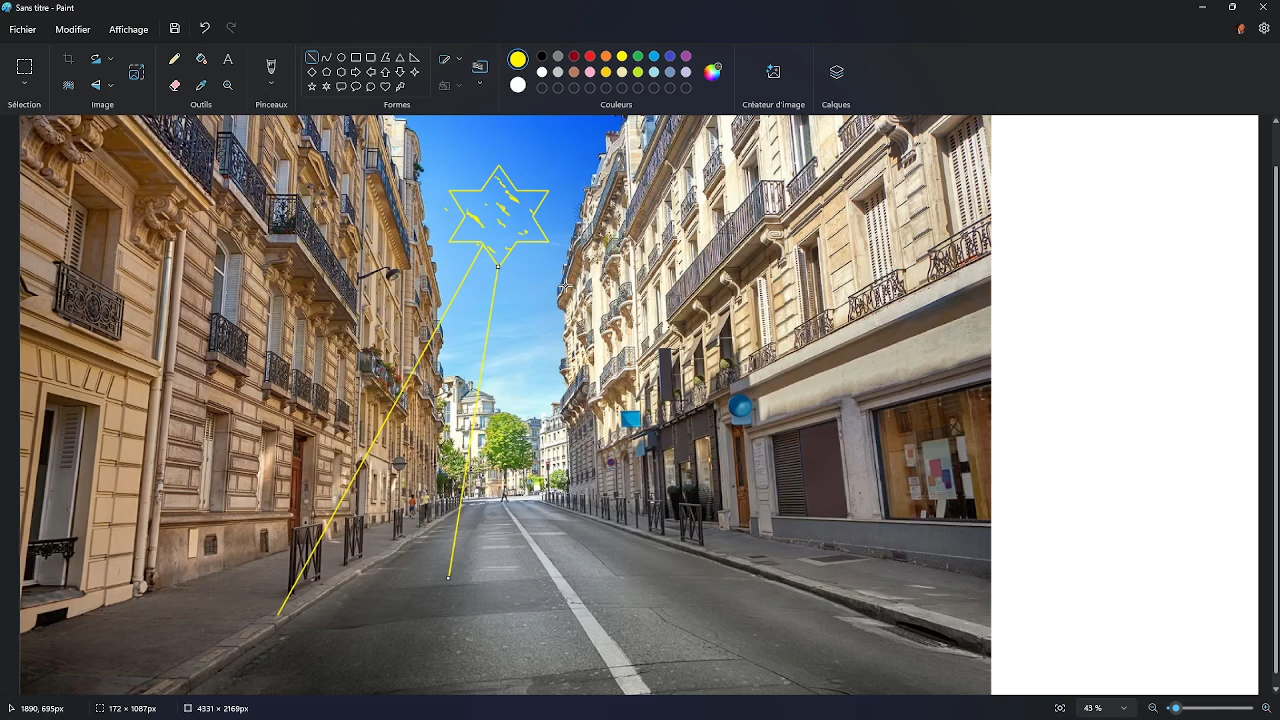 Sans titre - Paint
Fichier Modifier Affichage
Sélection Image Outils Pinceaux Formes Couleurs Créateur d'image Calques
1890, 695px 172 × 1087px 4331 × 2169px 43 %